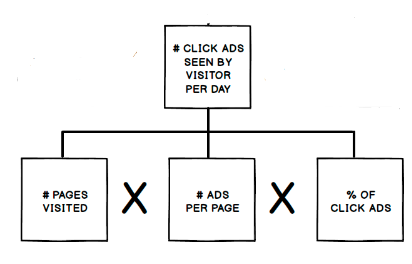 # CLICK ADS
SEEN BY
VISITOR
PER DAY
# PAGES
VISITED
X
# ADS
PER PAGE
X
% OF
CLICK ADS